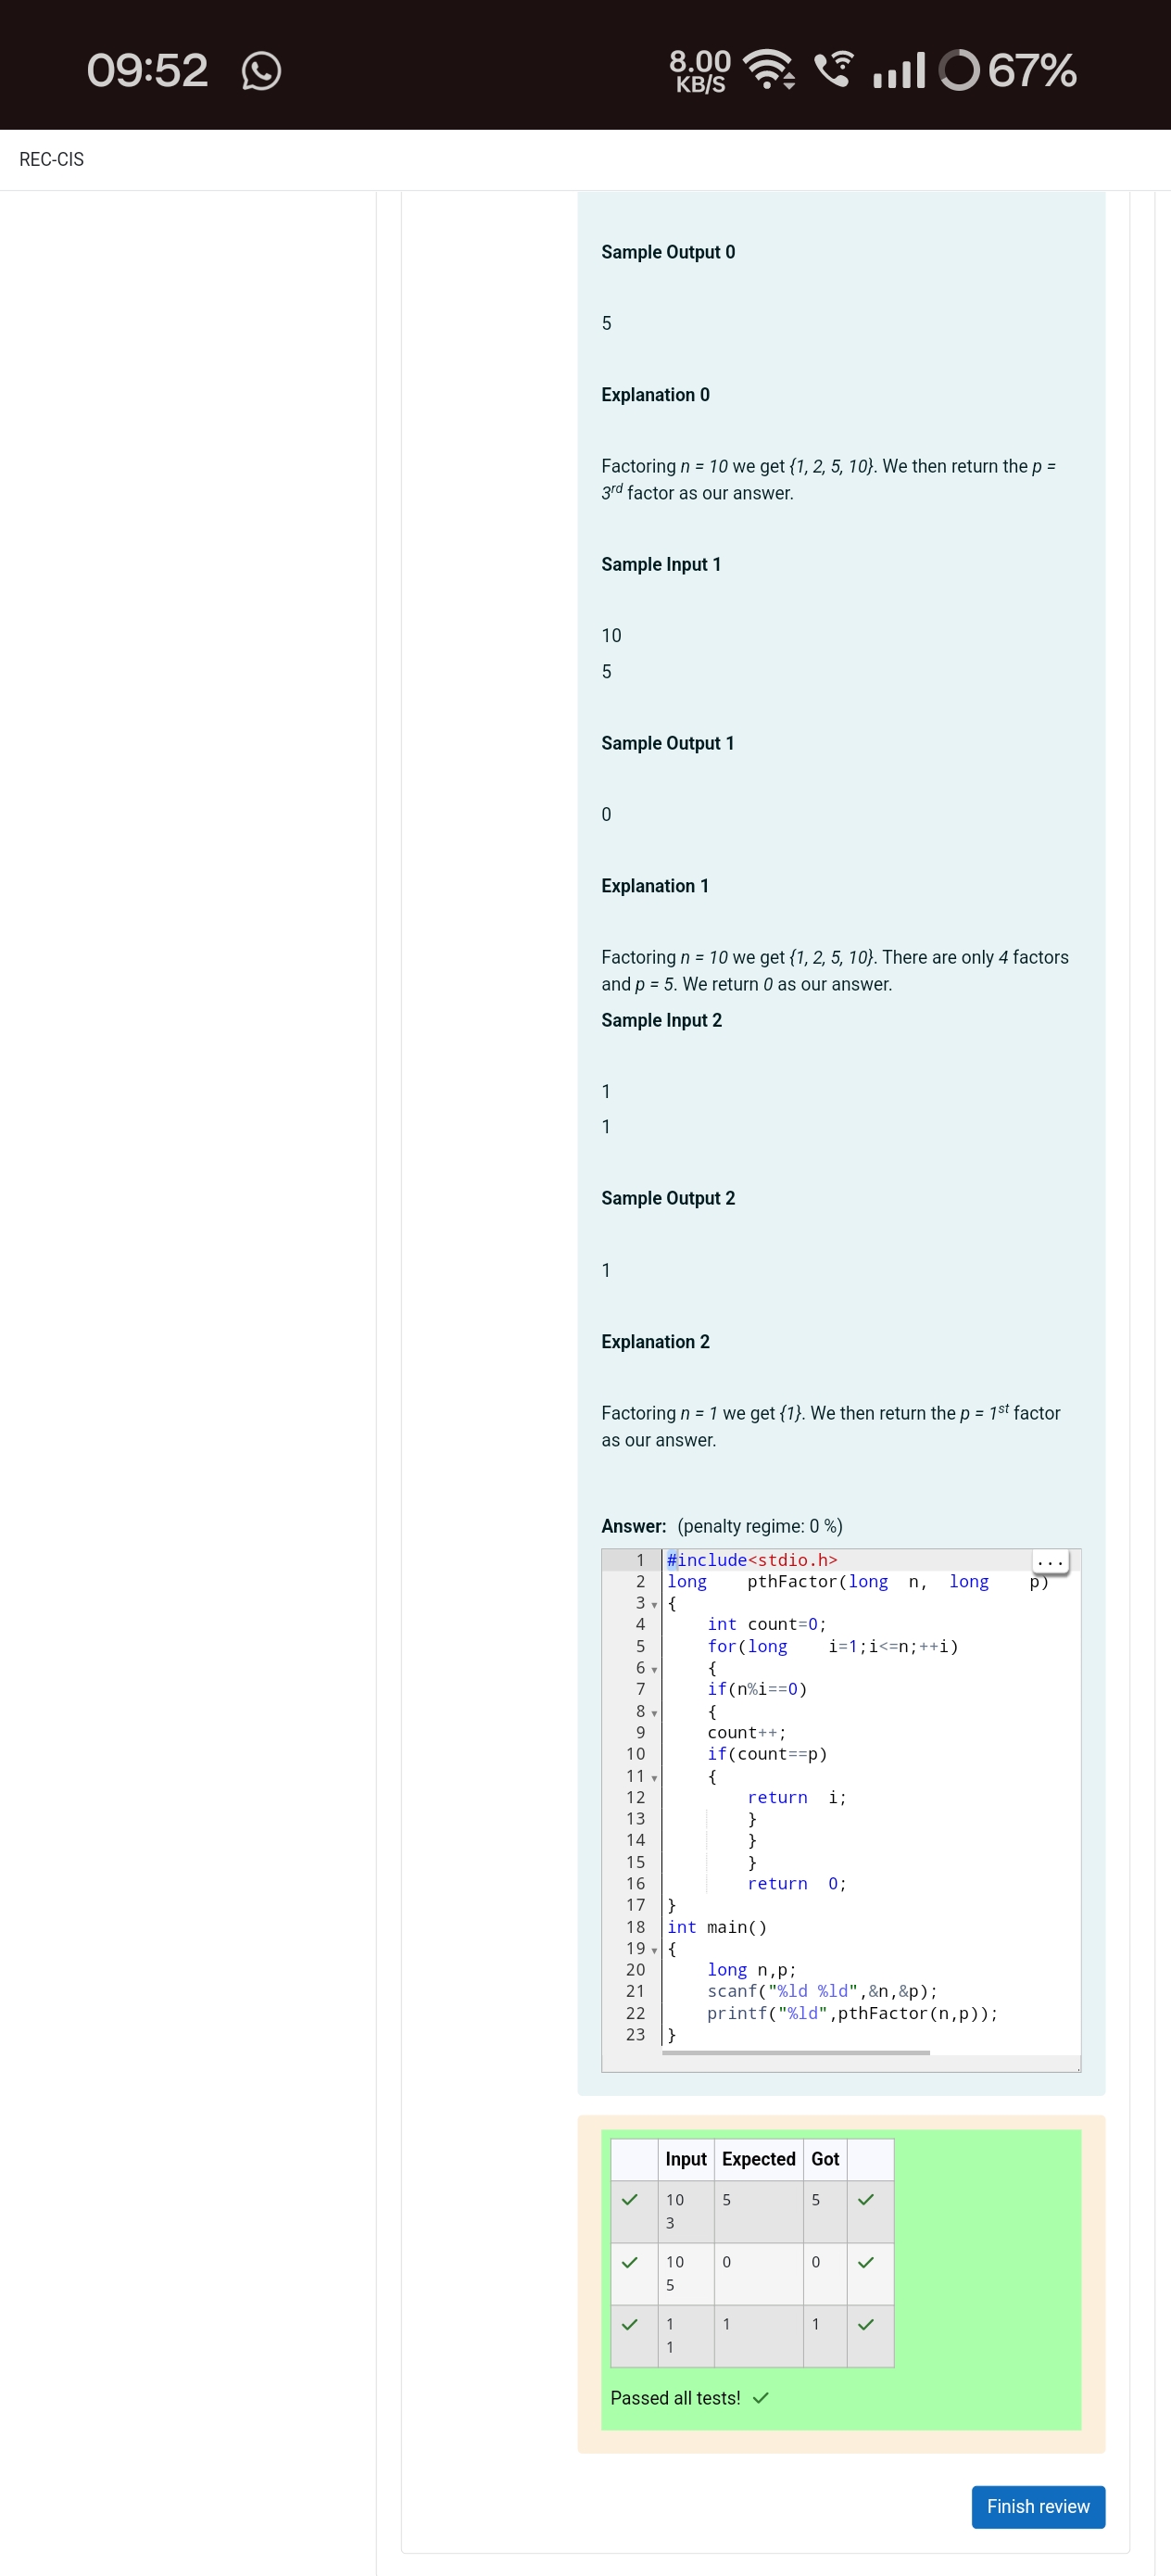 09:52 8.00 KB/S 67%
REC-CIS
Sample Output 0
5
Explanation 0
Factoring n = 10 we get {1, 2, 5, 10}. We then return the p =
3rd factor as our answer.
Sample Input 1
10
5
Sample Output 1
0
Explanation 1
Factoring n = 10 we get {1, 2, 5, 10}. There are only 4 factors
and p = 5. We return 0 as our answer.
Sample Input 2
1
1
Sample Output 2
1
Explanation 2
Factoring n = 1 we get {1}. We then return the p = 1st factor
as our answer.
Answer: (penalty regime: 0 %)
1 #include<stdio.h> ...
2 long    pthFactor(long  n,  long    p)
3 {
4     int count=0;
5     for(long    i=1;i<=n;++i)
6     {
7     if(n%i==0)
8     {
9     count++;
10     if(count==p)
11     {
12         return  i;
13         }
14         }
15         }
16         return  0;
17 }
18 int main()
19 {
20     long n,p;
21     scanf("%ld %ld",&n,&p);
22     printf("%ld",pthFactor(n,p));
23 }
Input Expected Got
10 5 5
3
10 0 0
5
1 1 1
1
Passed all tests!
Finish review